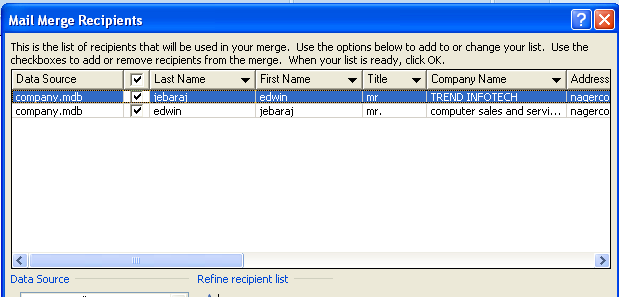 Mail Merge Recipients
This is the list of recipients that will be used in your merge. Use the options below to add to or change your list. Use the
checkboxes to add or remove recipients from the merge. When your list is ready, click OK.
Data Source Last Name First Name Title Company Name Address
company.mdb jebaraj edwin mr TREND INFOTECH nagerco
company.mdb edwin jebaraj mr. computer sales and servi... nagerco
Data Source Refine recipient list